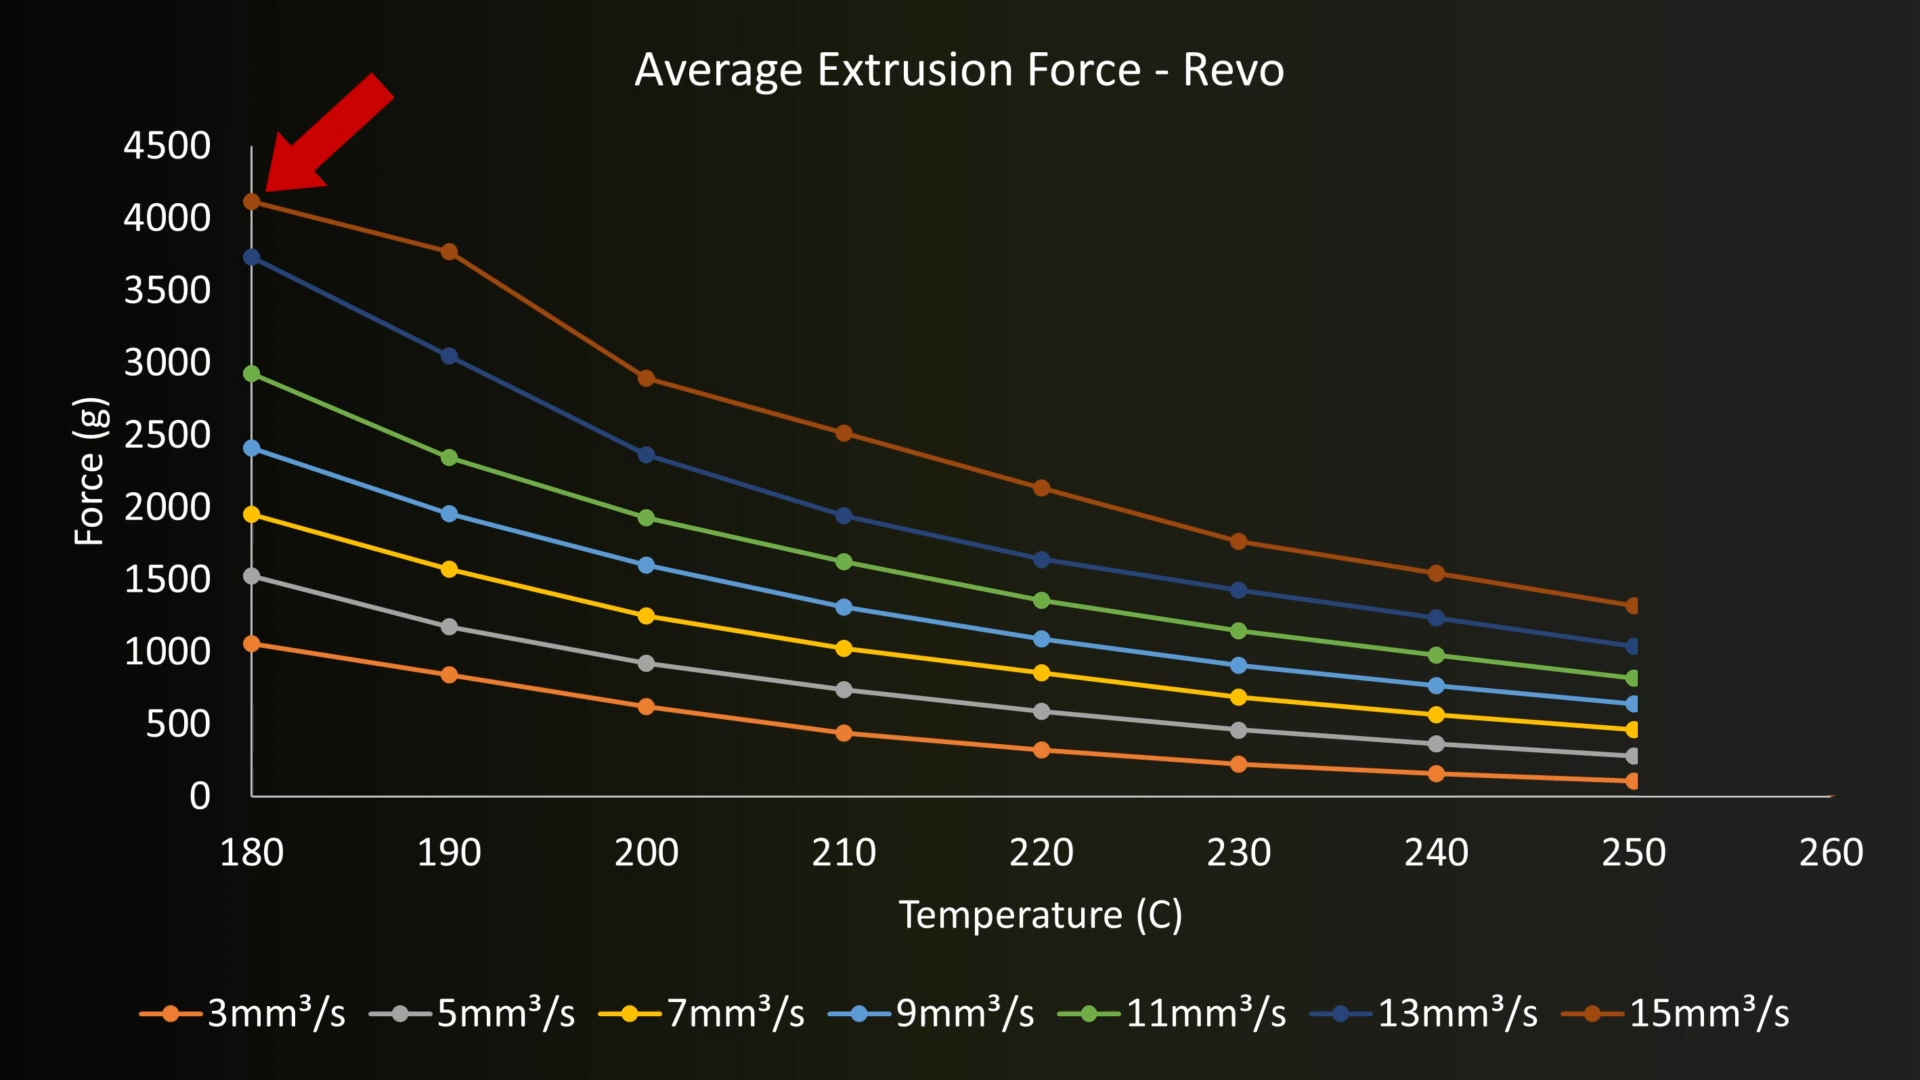 Average Extrusion Force - Revo
4500
4000
3500
3000
2500
2000
1500
1000
500
0
Force (g)
180 190 200 210 220 230 240 250 260
Temperature (C)
3mm³/s 5mm³/s 7mm³/s 9mm³/s 11mm³/s 13mm³/s 15mm³/s